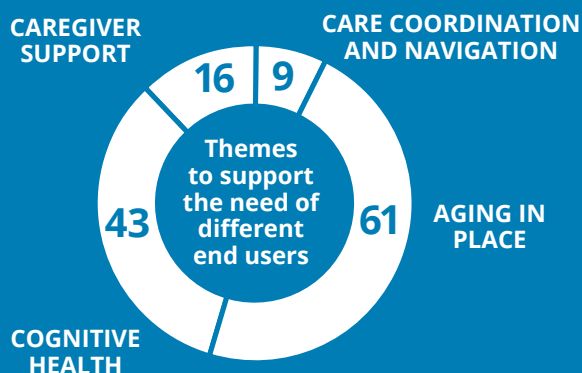 CAREGIVER
SUPPORT
CARE COORDINATION
AND NAVIGATION
16
9
Themes
to support
the need of
different
end users
43
61
AGING IN
PLACE
COGNITIVE
HEALTH